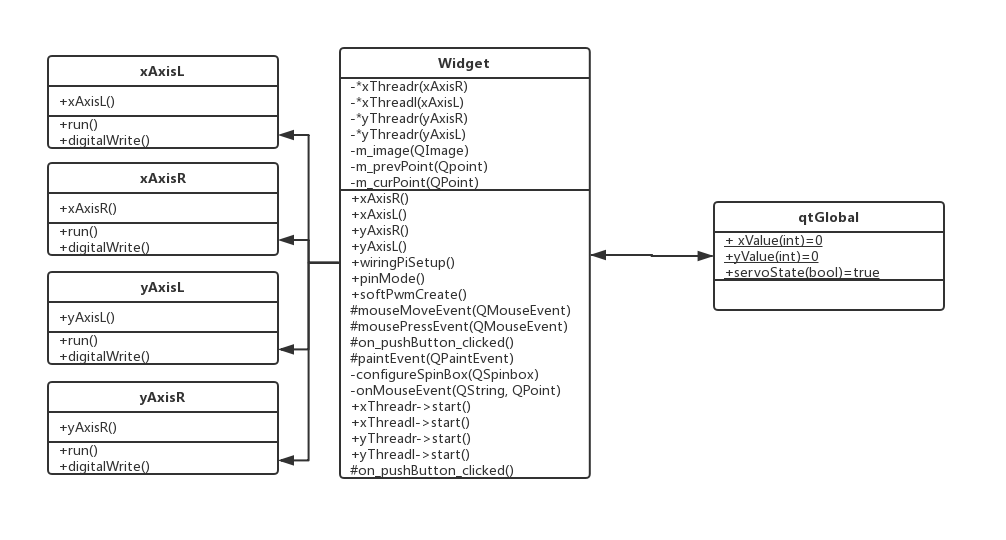 xAxisL
+xAxisL()
+run()
+digitalWrite()
xAxisR
+xAxisR()
+run()
+digitalWrite()
yAxisL
+yAxisL()
+run()
+digitalWrite()
yAxisR
+yAxisR()
+run()
+digitalWrite()
Widget
-*xThreadr(xAxisR)
-*xThreadl(xAxisL)
-*yThreadr(yAxisR)
-*yThreadr(yAxisL)
-m_image(QImage)
-m_prevPoint(Qpoint)
-m_curPoint(QPoint)
+xAxisR()
+xAxisL()
+yAxisR()
+yAxisL()
+wiringPiSetup()
+pinMode()
+softPwmCreate()
#mouseMoveEvent(QMouseEvent)
#mousePressEvent(QMouseEvent)
#on_pushButton_clicked()
#paintEvent(QPaintEvent)
-configureSpinBox(QSpinbox)
-onMouseEvent(QString, QPoint)
+xThreadr->start()
+xThreadl->start()
+yThreadr->start()
+yThreadl->start()
#on_pushButton_clicked()
qtGlobal
+ xValue(int)=0
+yValue(int)=0
+servoState(bool)=true